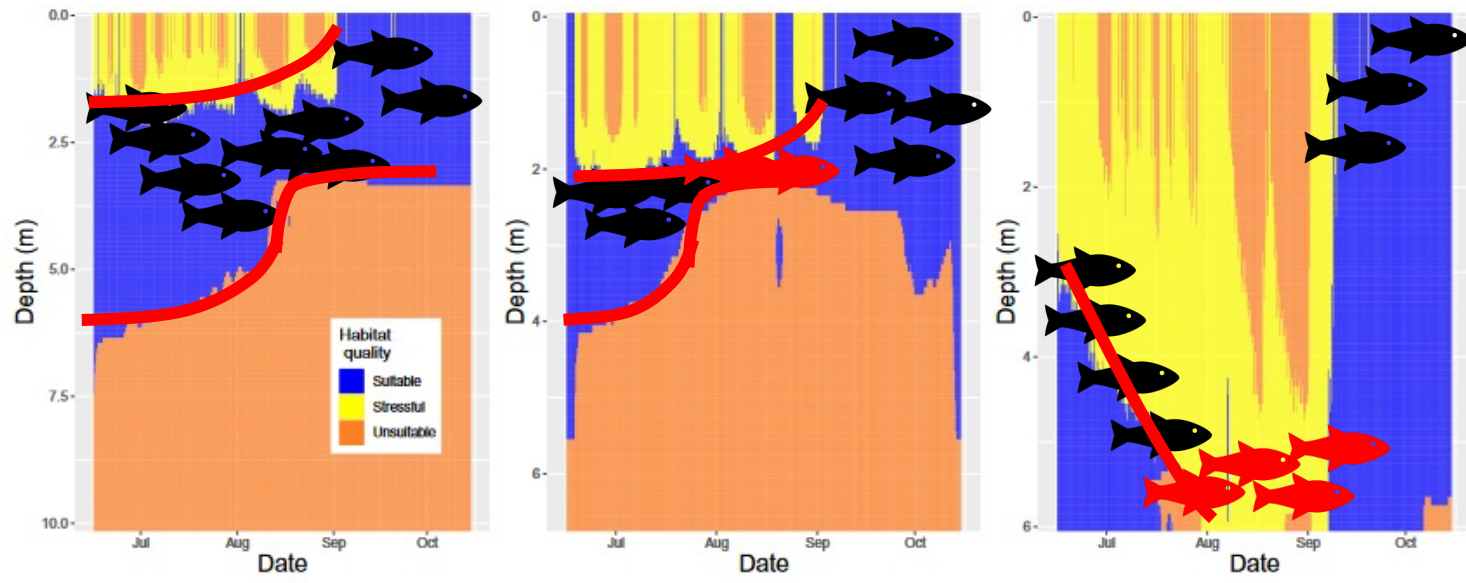 0.0
2.5
5.0
7.5
10.0
Depth (m)
Jul
Aug
Sep
Oct
Date
Habitat
quality
Suitable
Stressful
Unsuitable
0
2
4
6
Depth (m)
Jul
Aug
Sep
Oct
Date
0
2
4
6
Depth (m)
Jul
Aug
Sep
Oct
Date